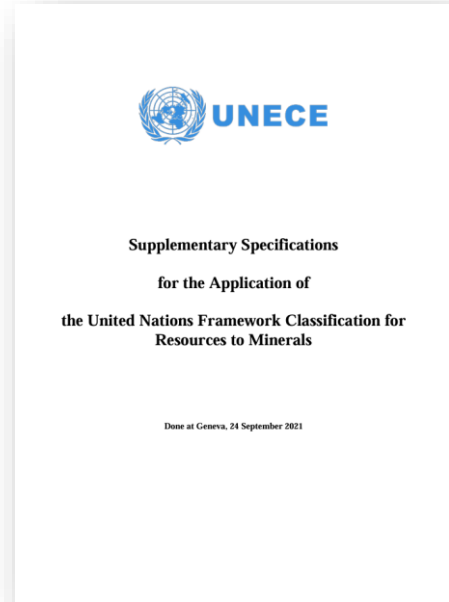 UNECE
Supplementary Specifications
for the Application of
the United Nations Framework Classification for
Resources to Minerals
Done at Geneva, 24 September 2021